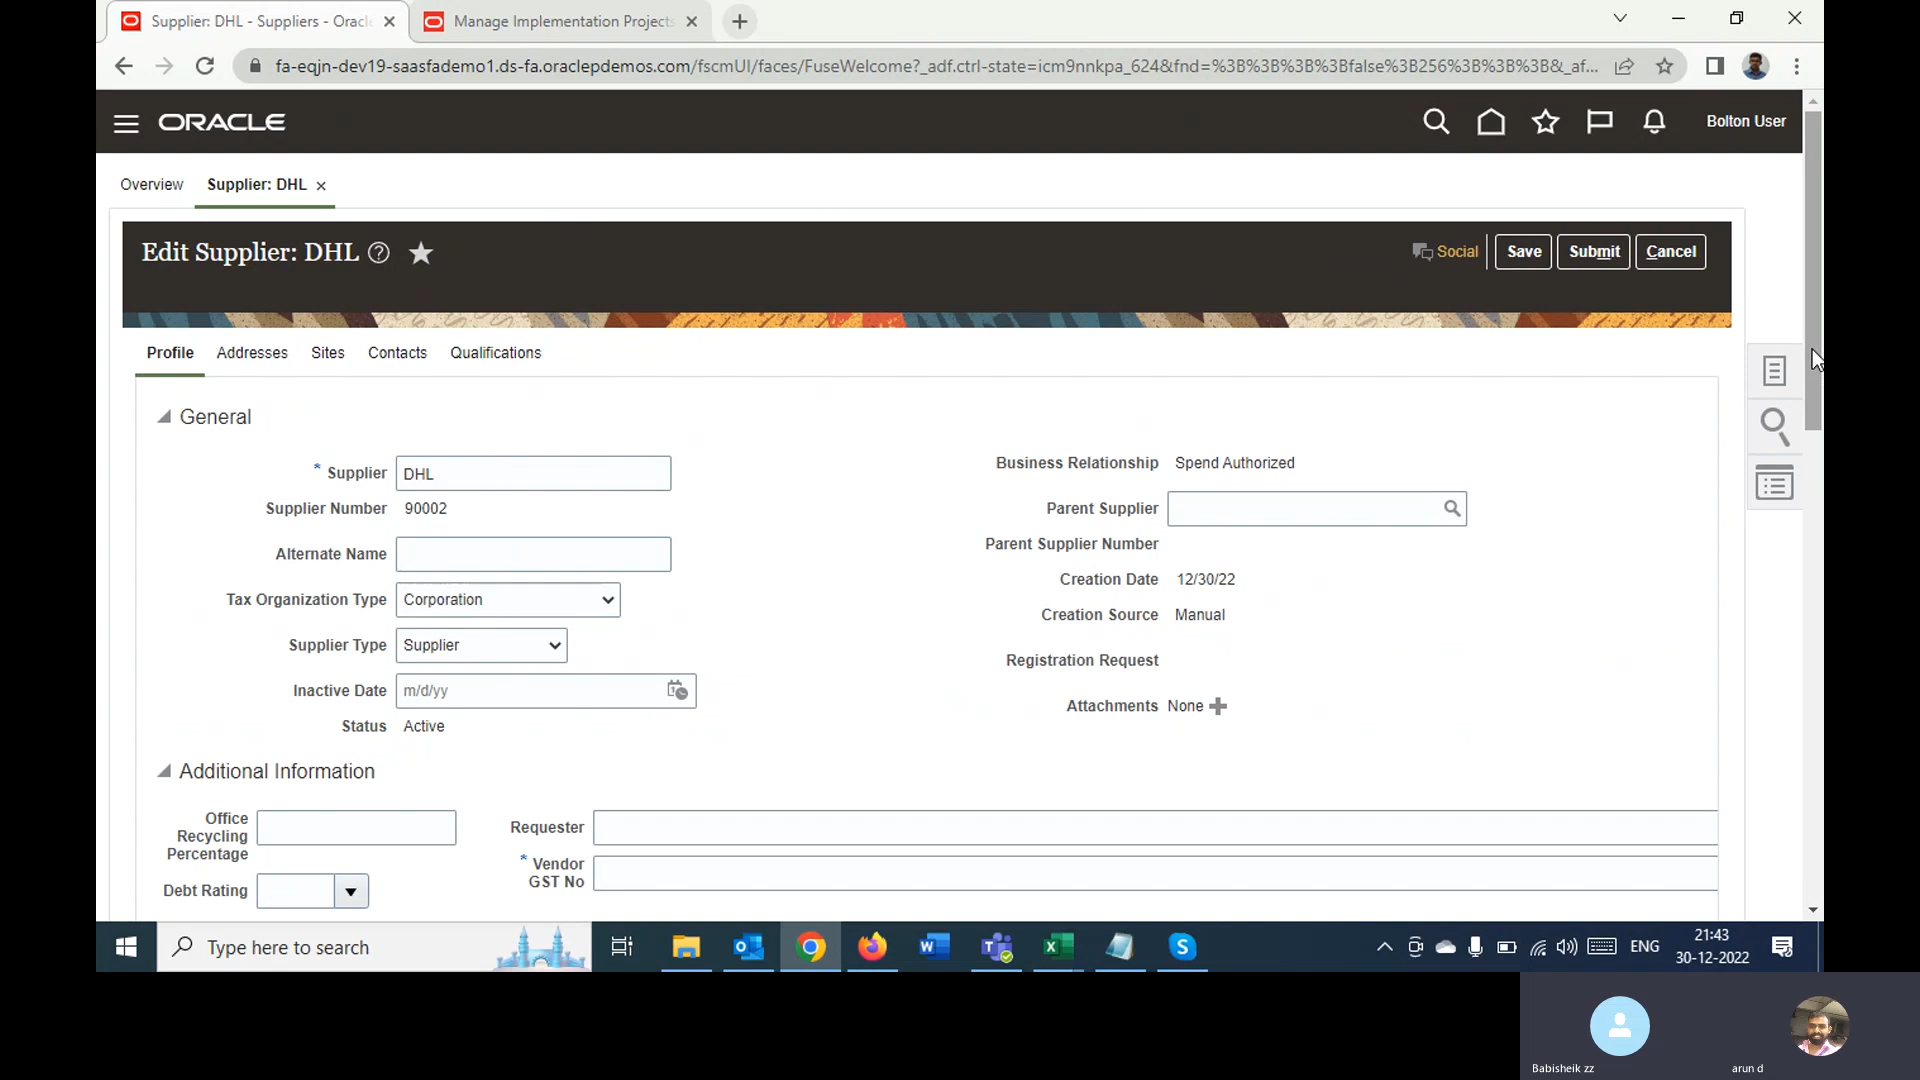 Supplier: DHL - Suppliers - Oracle
Manage Implementation Projects
fa-eqjn-dev19-saasfademo1.ds-fa.oraclepdemos.com/fscmUI/faces/FuseWelcome?_adf.ctrl-state=icm9nnkpa_624&fnd=%3B%3B%3B%3Bfalse%3B256%3B%3B%3B&_af...
ORACLE
Bolton User
Overview
Supplier: DHL
Edit Supplier: DHL
Social
Save
Submit
Cancel
Profile
Addresses
Sites
Contacts
Qualifications
General
* Supplier DHL
Supplier Number 90002
Alternate Name
Tax Organization Type Corporation
Supplier Type Supplier
Inactive Date m/d/yy
Status Active
Business Relationship Spend Authorized
Parent Supplier
Parent Supplier Number
Creation Date 12/30/22
Creation Source Manual
Registration Request
Attachments None
Additional Information
Office
Recycling
Percentage
Debt Rating
Requester
* Vendor
GST No
Type here to search
ENG
21:43
30-12-2022
Babisheik zz
arun d